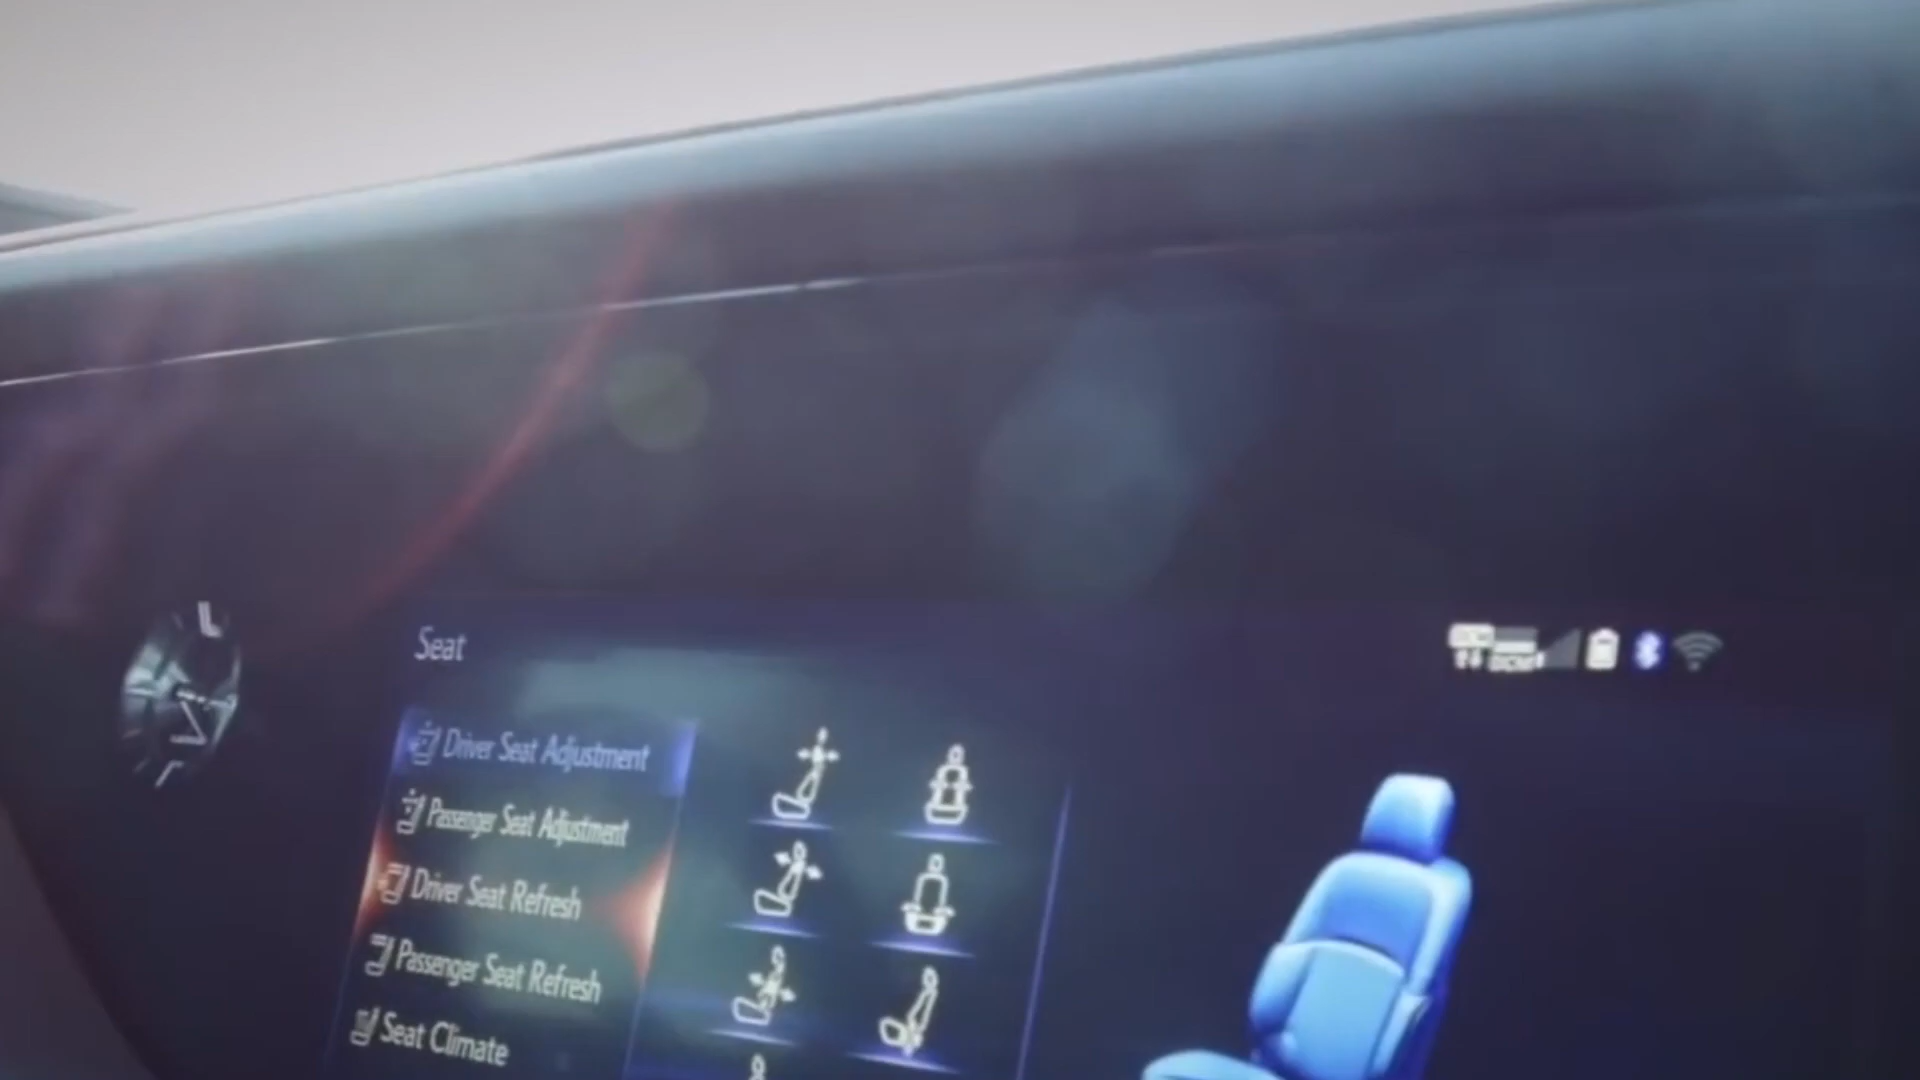 Seat
Driver Seat Adjustment
Passenger Seat Adjustment
Driver Seat Refresh
Passenger Seat Refresh
Seat Climate